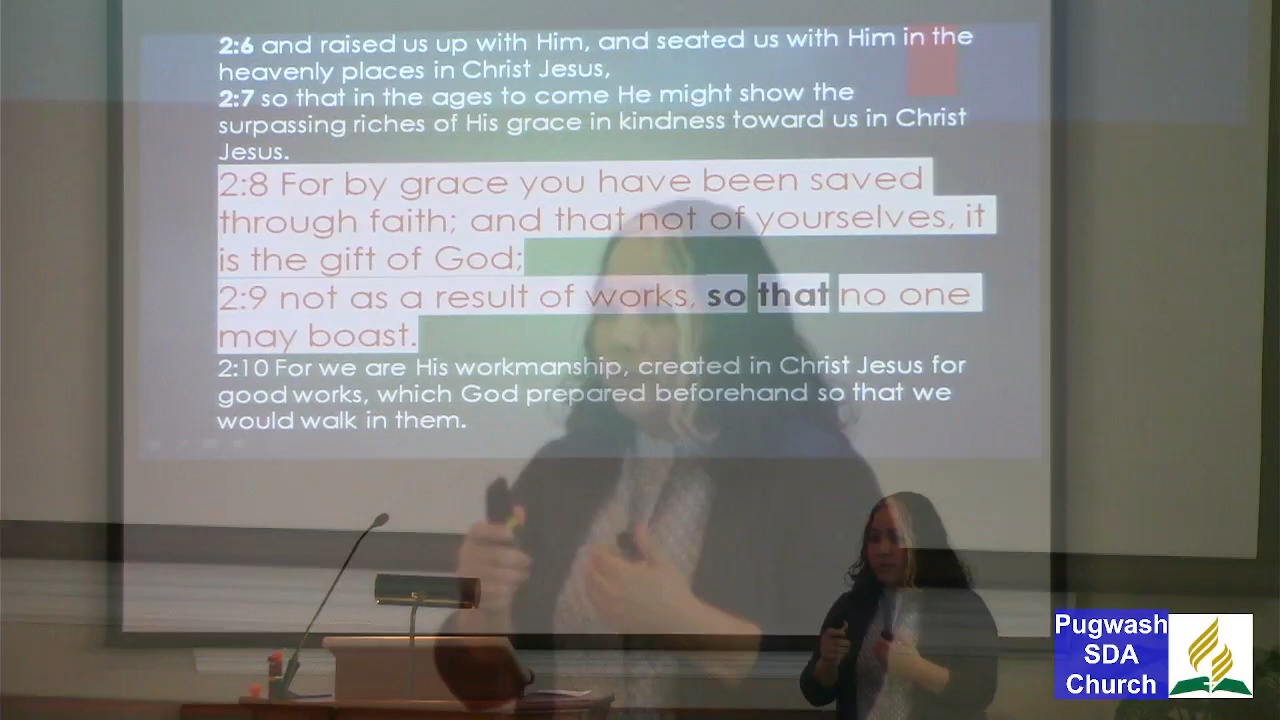 2:6 and raised us up with Him, and seated us with Him in the
heavenly places in Christ Jesus,
2:7 so that in the ages to come He might show the
surpassing riches of His grace in kindness toward us in Christ
Jesus.
2:8 For by grace you have been saved
through faith; and that not of yourselves, it
is the gift of God;
2:9 not as a result of works, so that no one
may boast.
2:10 For we are His workmanship, created in Christ Jesus for
good works, which God prepared beforehand so that we
would walk in them.
Pugwash
SDA
Church